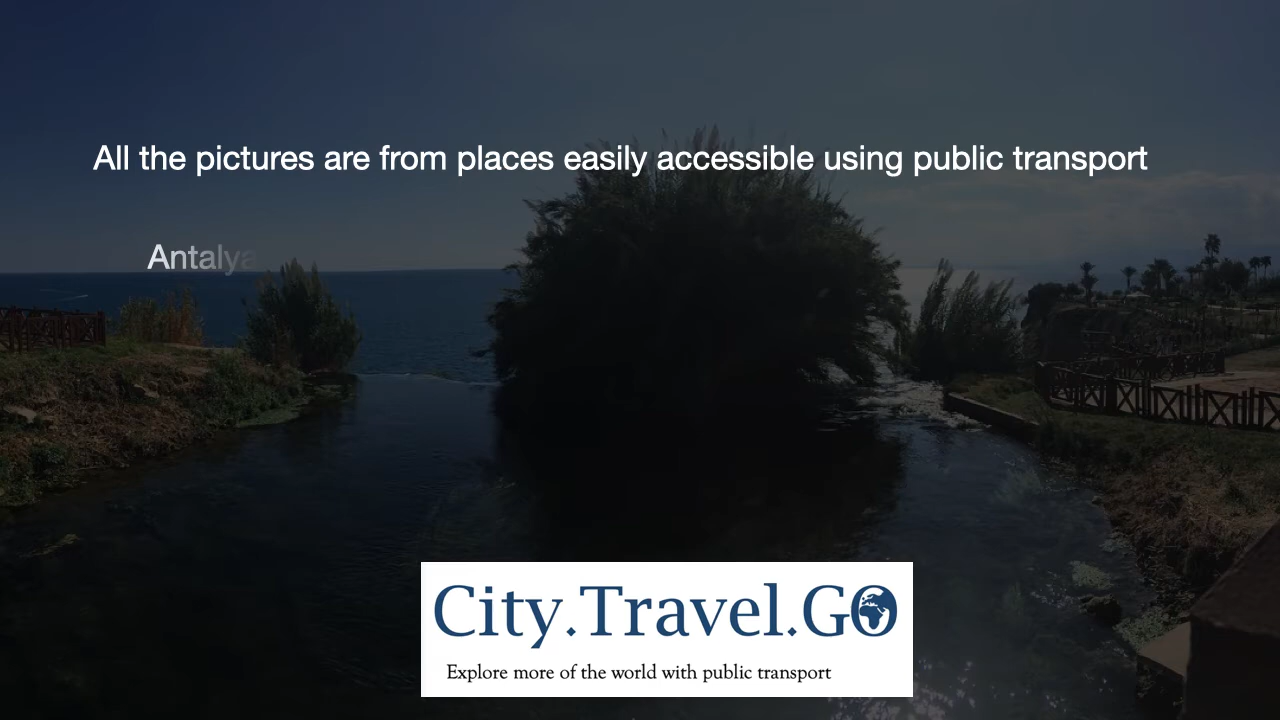 All the pictures are from places easily accessible using public transport
Antalya
City.Travel.GO
Explore more of the world with public transport